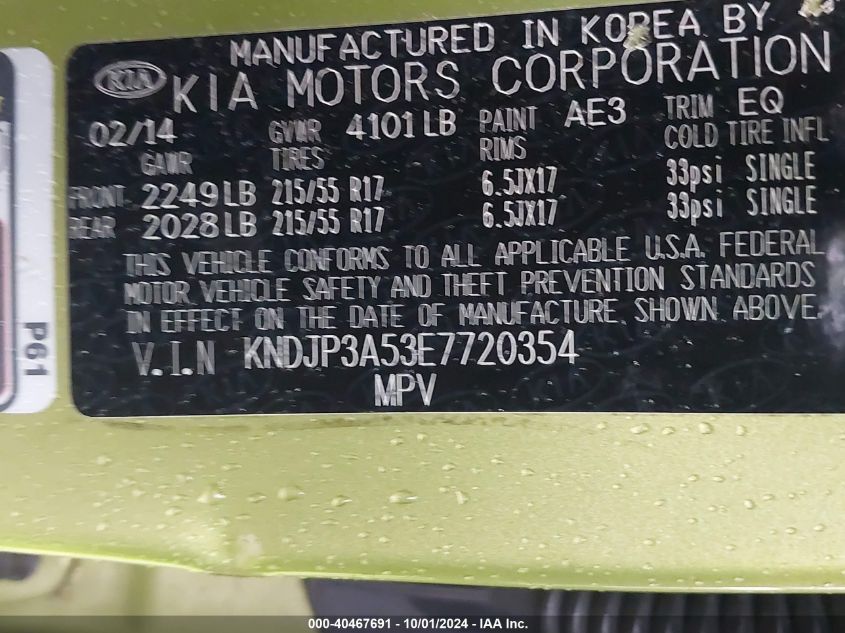 MANUFACTURED IN KOREA BY
KIA KIA MOTORS CORPORATION
02/14 GVWR 4101 LB PAINT AE3 TRIM EQ
GAWR TIRES RIMS COLD TIRE INFL
FRONT 2249 LB 215/55 R17 6.5JX17 33psi SINGLE
REAR 2028 LB 215/55 R17 6.5JX17 33psi SINGLE
THIS VEHICLE CONFORMS TO ALL APPLICABLE U.S.A. FEDERAL
MOTOR VEHICLE SAFETY AND THEFT PREVENTION STANDARDS
IN EFFECT ON THE DATE OF MANUFACTURE SHOWN ABOVE.
V.I.N KNDJP3A53E7720354
MPV
P61
000-40467691 - 10/01/2024 - IAA Inc.